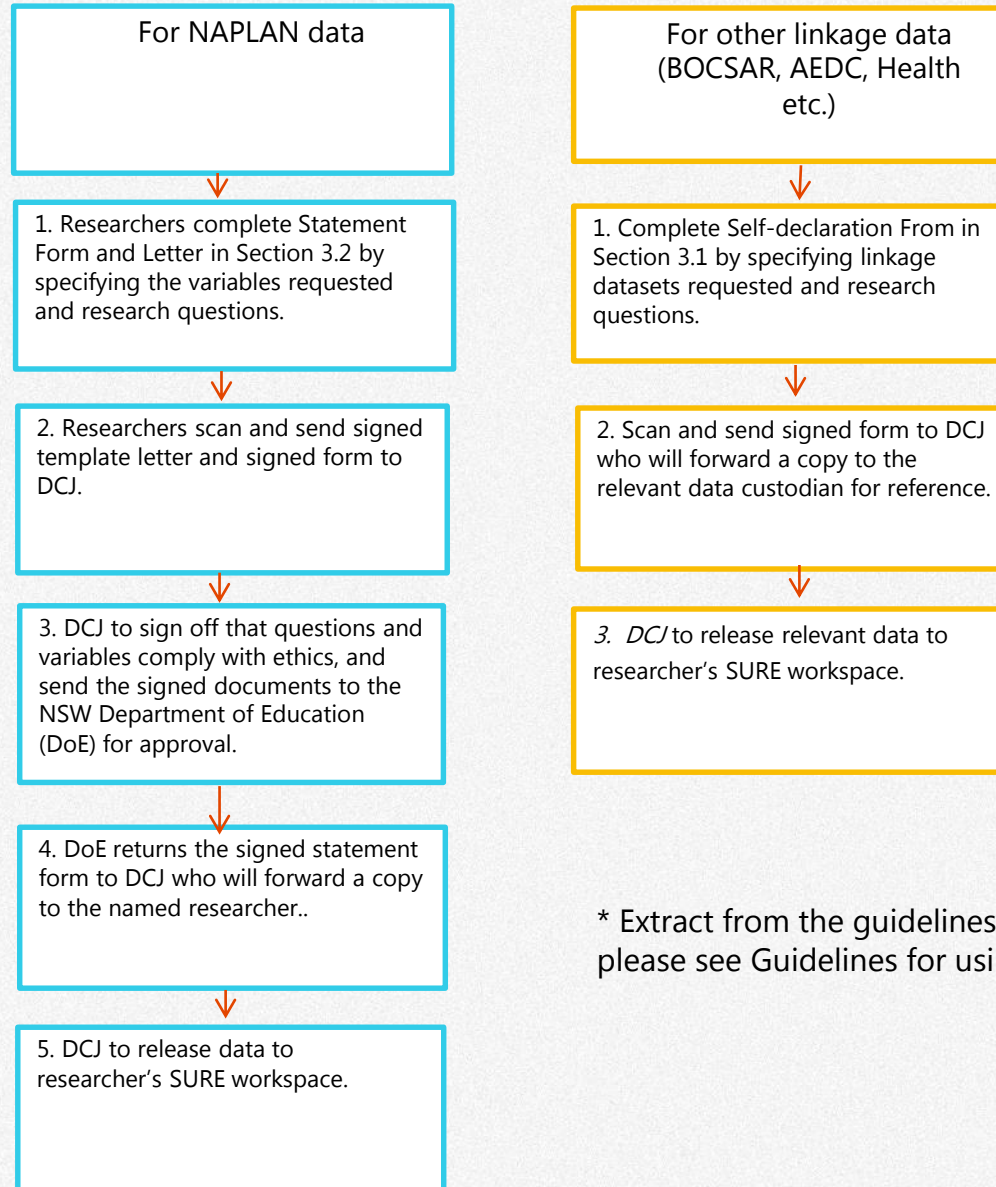 For NAPLAN data
1. Researchers complete Statement
Form and Letter in Section 3.2 by
specifying the variables requested
and research questions.
2. Researchers scan and send signed
template letter and signed form to
DCJ.
3. DCJ to sign off that questions and
variables comply with ethics, and
send the signed documents to the
NSW Department of Education
(DoE) for approval.
4. DoE returns the signed statement
form to DCJ who will forward a copy
to the named researcher..
5. DCJ to release data to
researcher's SURE workspace.
For other linkage data
(BOCSAR, AEDC, Health
etc.)
1. Complete Self-declaration From in
Section 3.1 by specifying linkage
datasets requested and research
questions.
2. Scan and send signed form to DCJ
who will forward a copy to the
relevant data custodian for reference.
3. DCJ to release relevant data to
researcher's SURE workspace.
* Extract from the guidelines
please see Guidelines for usi